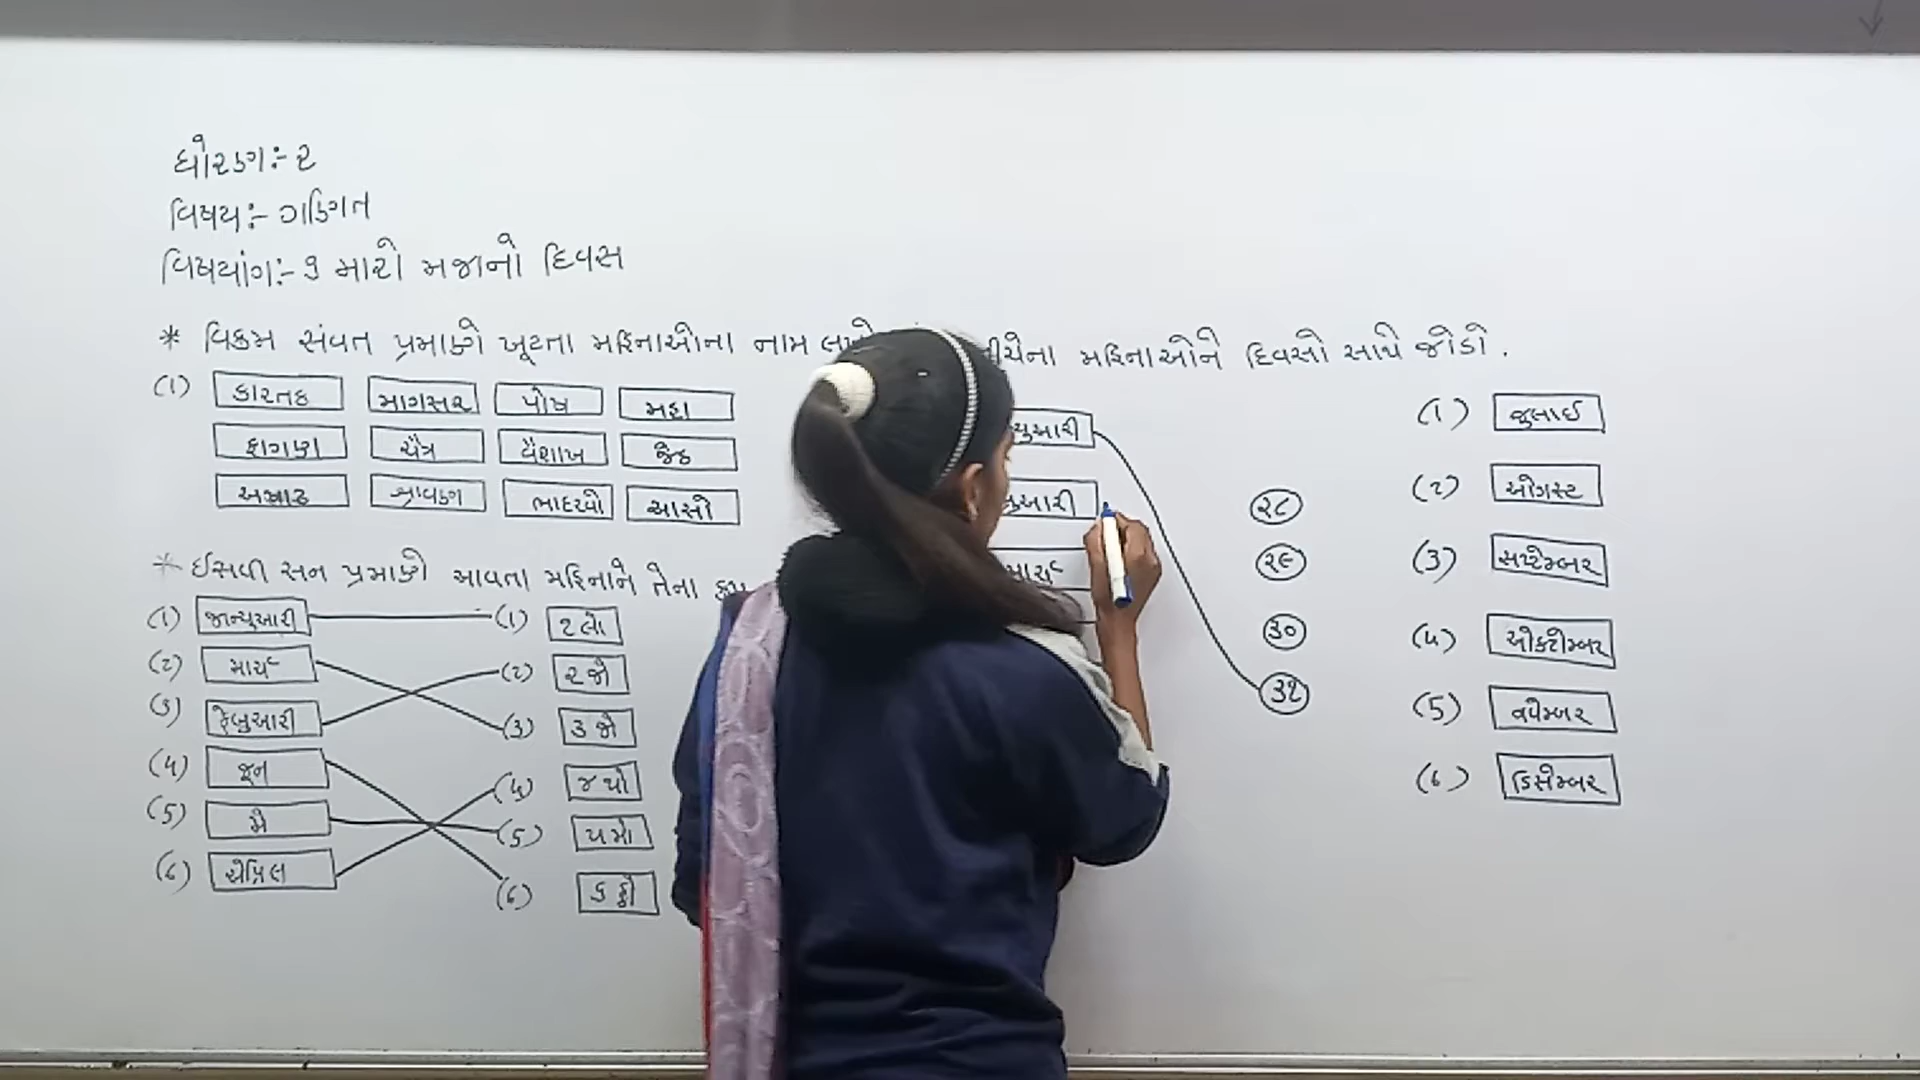 ધોરણ:- ૨
વિષય:- ગણિત
વિષયાંગ:- ૭ મારો મજાનો દિવસ
* વિક્રમ સંવત પ્રમાણે ખૂટતા મહિનાઓના નામ
મહિનાઓને દિવસો સાથે જોડો.
(1) કારતક માગસર પોષ મહા
ફાગણ ચૈત્ર વૈશાખ જેઠ
અષાઢ શ્રાવણ ભાદરવો આસો
* ઈસવી સન પ્રમાણે આવતા મહિનાને તેના
(1) જાન્યુઆરી (1) ૧લો
(2) માર્ચ (2) ૨જો
(3) ફેબ્રુઆરી (3) ૩જો
(4) જૂન (4) ૪થો
(5) મે (5) ૫મો
(6) એપ્રિલ (6) ૬ઠ્ઠો
માર્ચ
૨૮
૨૯
૩૦
૩૧
(1) જુલાઈ
(2) ઓગસ્ટ
(3) સપ્ટેમ્બર
(4) ઓક્ટોમ્બર
(5) નવેમ્બર
(6) ડિસેમ્બર